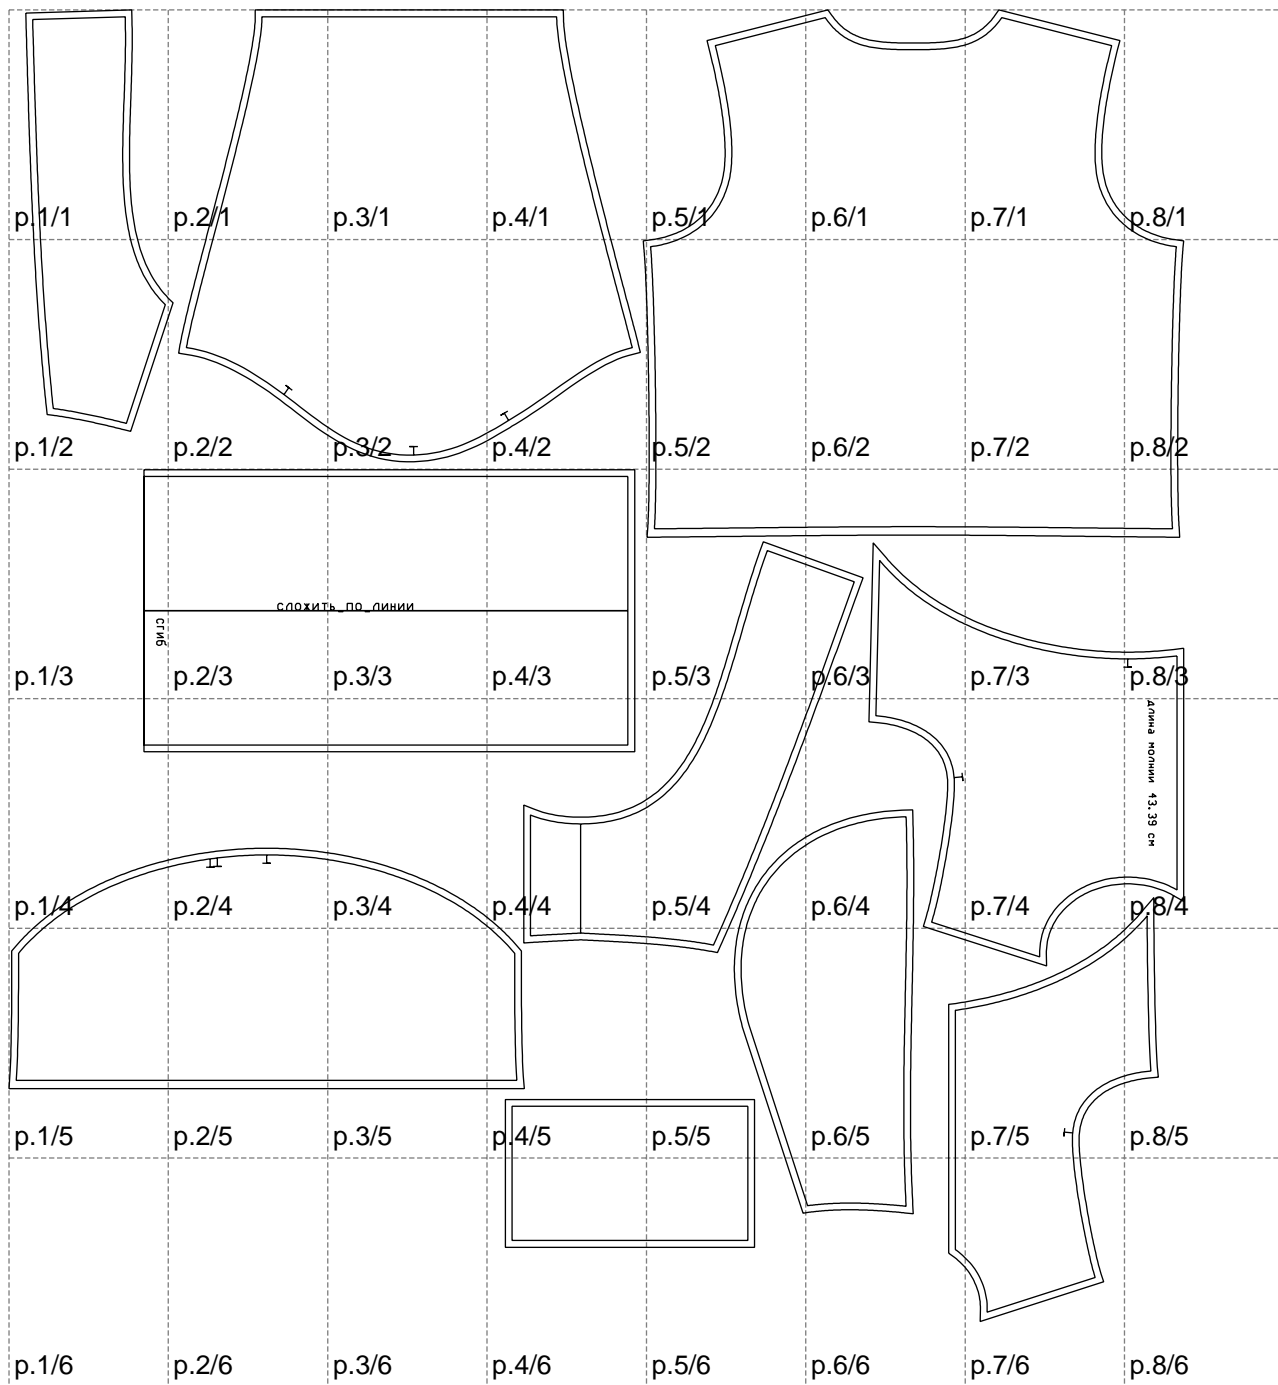 p.1/1 p.2/1 p.3/1 p.4/1 p.5/1 p.6/1 p.7/1 p.8/1
p.1/2 p.2/2 p.3/2 p.4/2 p.5/2 p.6/2 p.7/2 p.8/2
сложить_по_линии
сгиб
p.1/3 p.2/3 p.3/3 p.4/3 p.5/3 p.6/3 p.7/3 p.8/3
длина молнии 43.39 см
p.1/4 p.2/4 p.3/4 p.4/4 p.5/4 p.6/4 p.7/4 p.8/4
p.1/5 p.2/5 p.3/5 p.4/5 p.5/5 p.6/5 p.7/5 p.8/5
p.1/6 p.2/6 p.3/6 p.4/6 p.5/6 p.6/6 p.7/6 p.8/6